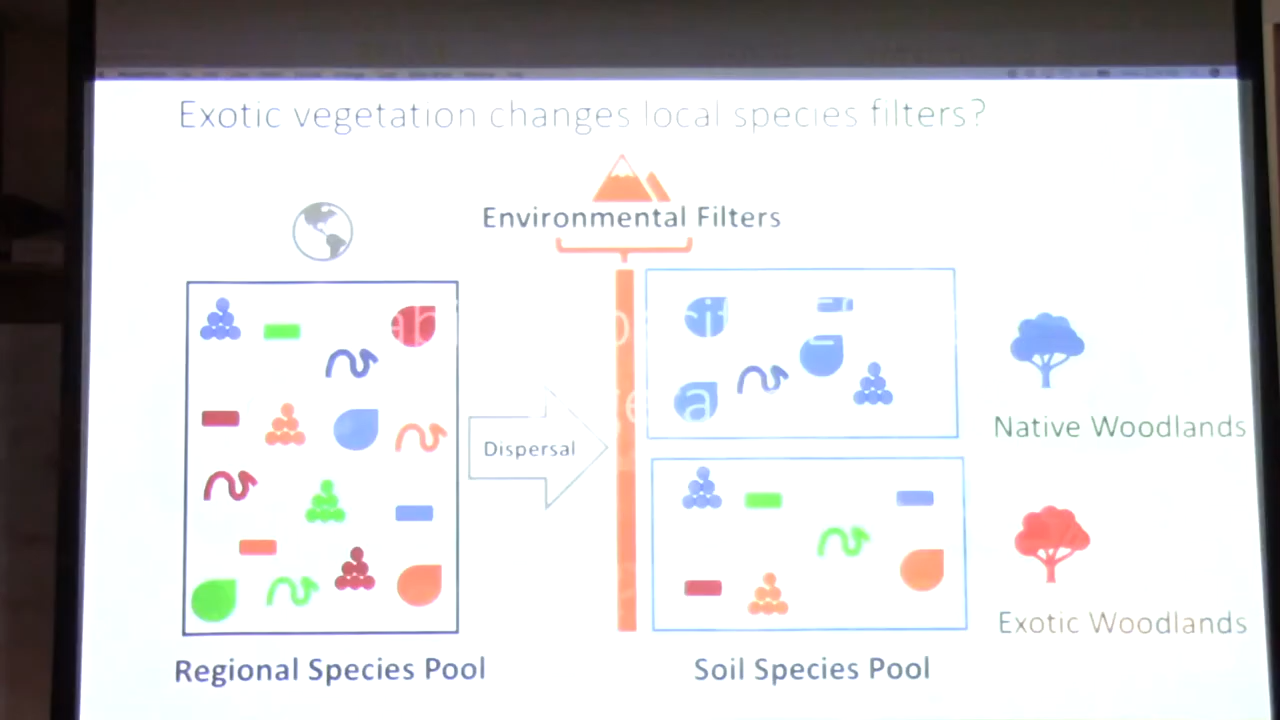 Exotic vegetation changes local species filters?
Environmental Filters
Dispersal
Native Woodlands
Exotic Woodlands
Regional Species Pool
Soil Species Pool